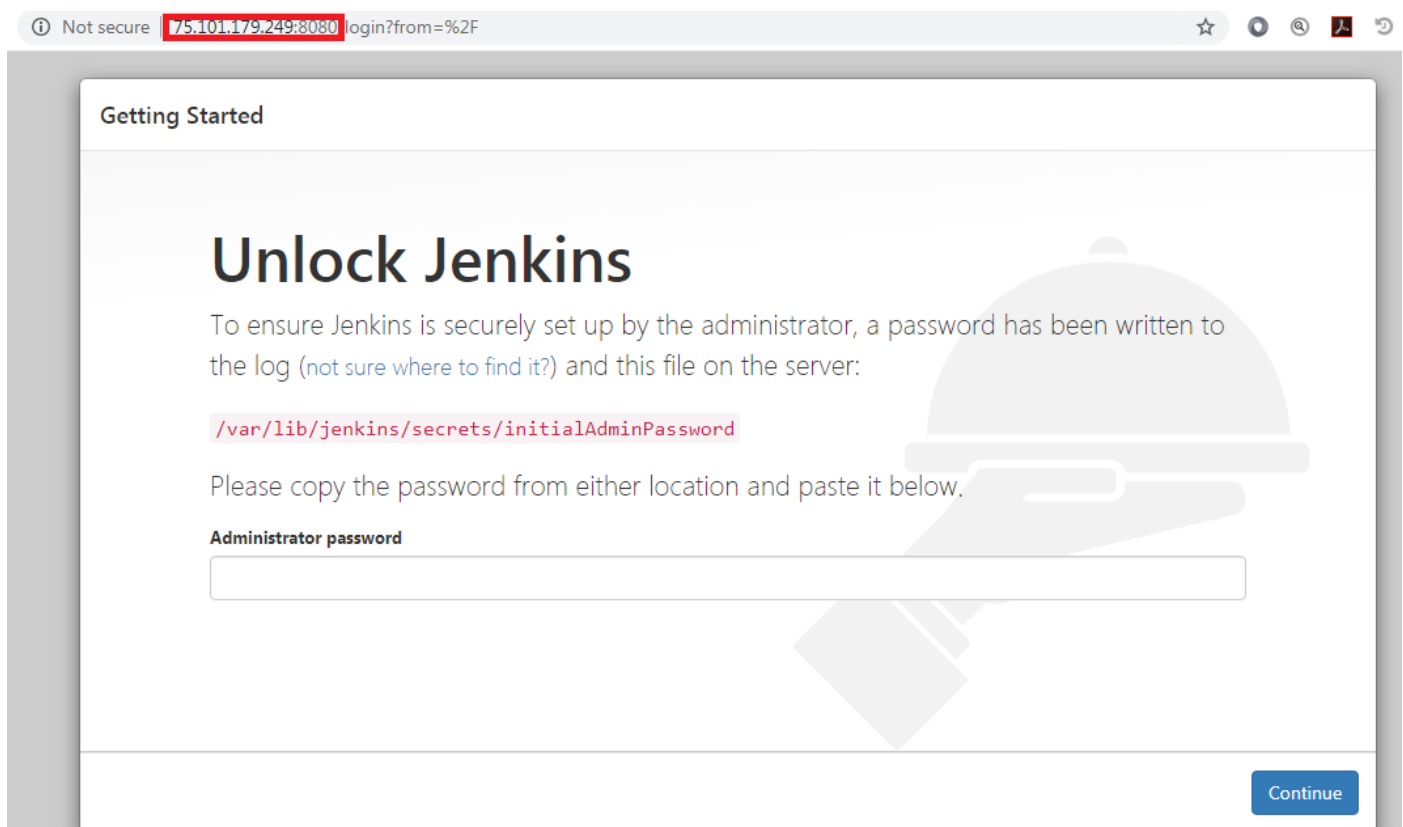 Not secure | 75.101.179.249:8080/login?from=%2F
Getting Started
Unlock Jenkins
To ensure Jenkins is securely set up by the administrator, a password has been written to
the log (not sure where to find it?) and this file on the server:
/var/lib/jenkins/secrets/initialAdminPassword
Please copy the password from either location and paste it below.
Administrator password
Continue